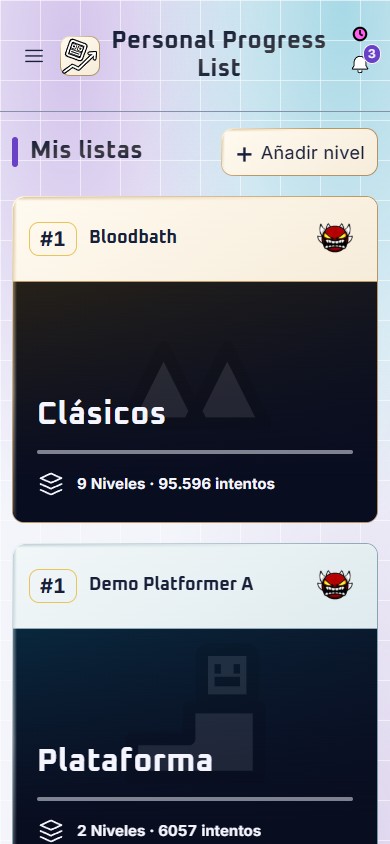 Personal Progress
List
3
Mis listas
+ Añadir nivel
#1 Bloodbath
Clásicos
9 Niveles · 95.596 intentos
#1 Demo Platformer A
Plataforma
2 Niveles · 6057 intentos